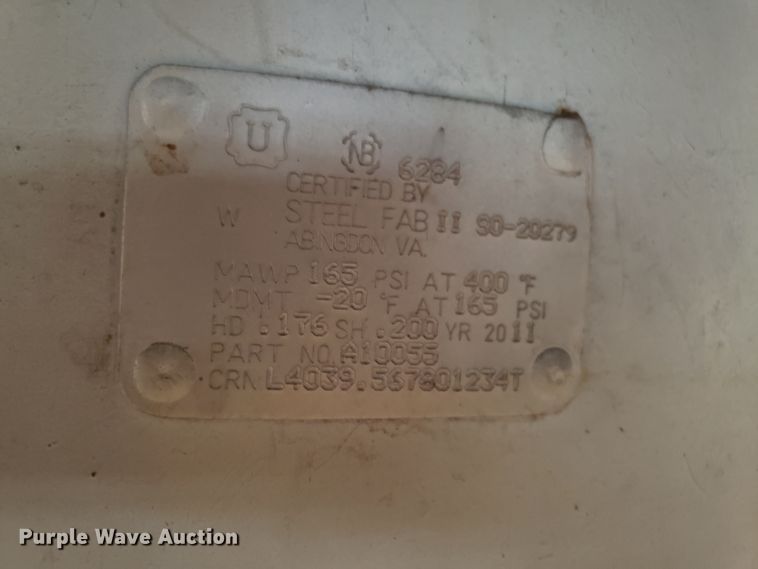 U
NB 6284
CERTIFIED BY
W STEEL FAB II SO-20279
ABINGDON VA.
MAWP 165 PSI AT 400 °F
MDMT -20 °F AT 165 PSI
HD .176 SH .200 YR 2011
PART NO. A10055
CRN L4039.567801234T
Purple Wave Auction